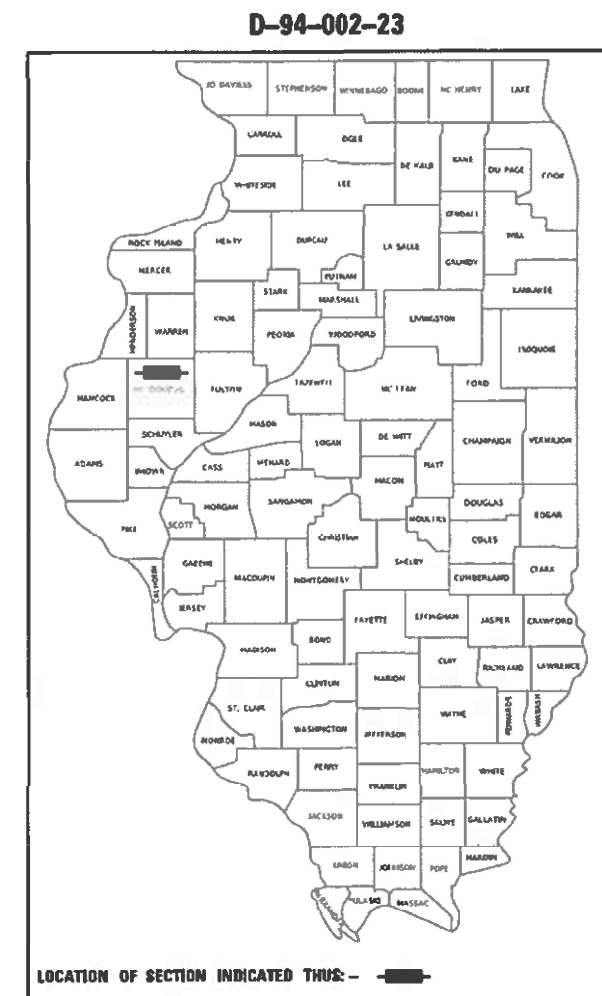 D-94-002-23
JO DAVIESS STEPHENSON WINNEBAGO BOONE MC HENRY LAKE
CARROLL OGLE
DE KALB KANE DU PAGE COOK
WHITESIDE LEE
KENDALL WILL
ROCK ISLAND HENRY BUREAU LA SALLE
MERCER PUTNAM GRUNDY
STARK MARSHALL KANKAKEE
HENDERSON WARREN KNOX PEORIA WOODFORD LIVINGSTON IROQUOIS
HANCOCK FULTON TAZEWELL MC LEAN FORD
MASON
SCHUYLER LOGAN DE WITT CHAMPAIGN VERMILION
ADAMS BROWN CASS MENARD PIATT
MACON
PIKE MORGAN SANGAMON DOUGLAS EDGAR
SCOTT MOULTRIE
CHRISTIAN COLES
GREENE MACOUPIN MONTGOMERY SHELBY CLARK
CALHOUN CUMBERLAND
JERSEY
FAYETTE EFFINGHAM JASPER CRAWFORD
MADISON BOND
CLAY RICHLAND LAWRENCE
CLINTON MARION
ST. CLAIR WAYNE EDWARDS WABASH
WASHINGTON JEFFERSON
MONROE
RANDOLPH PERRY HAMILTON WHITE
FRANKLIN
JACKSON WILLIAMSON SALINE GALLATIN
UNION JOHNSON POPE HARDIN
ALEXANDER PULASKI MASSAC
LOCATION OF SECTION INDICATED THUS: -